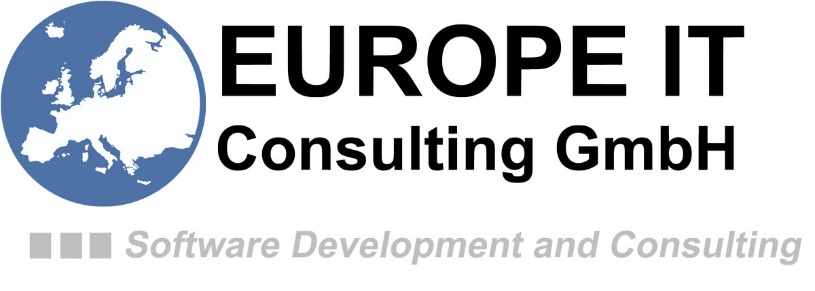 EUROPE IT
Consulting GmbH
Software Development and Consulting